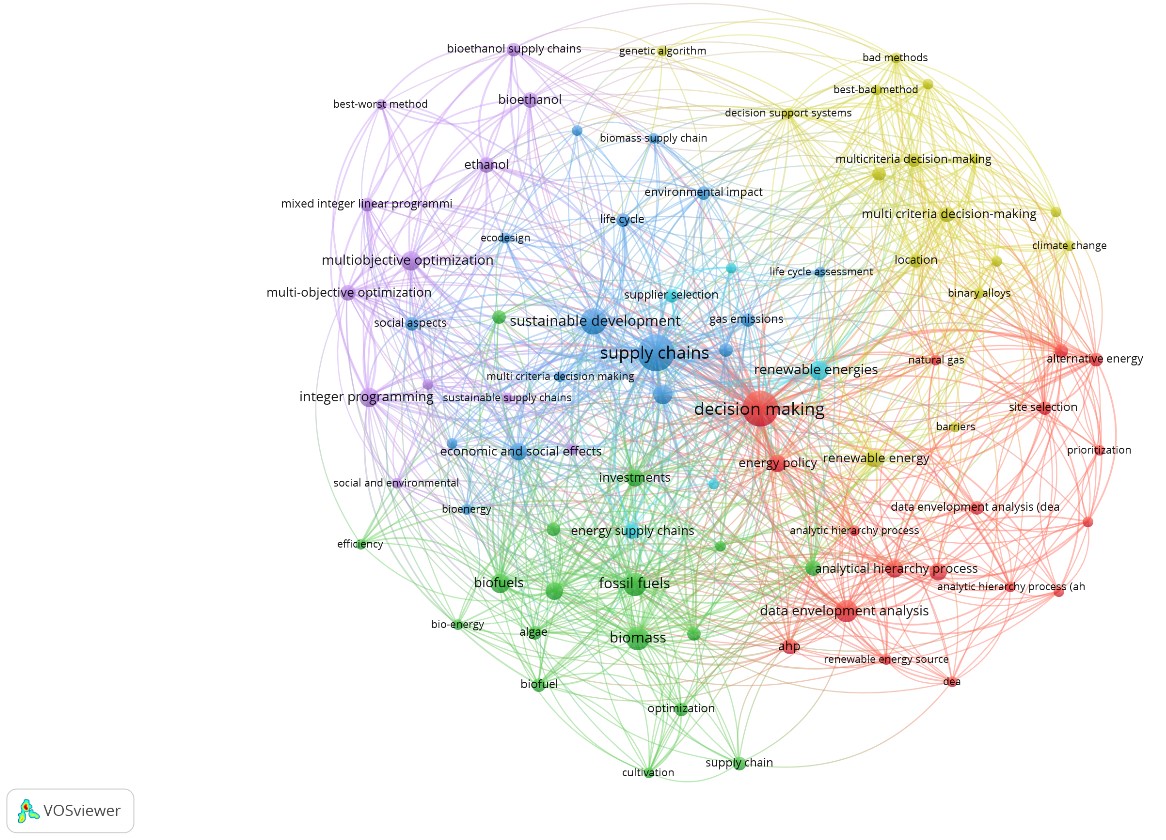 bioethanol supply chains
genetic algorithm
bad methods
best-bad method
best-worst method
bioethanol
decision support systems
biomass supply chain
multicriteria decision-making
ethanol
environmental impact
mixed integer linear programmi
life cycle
multi criteria decision-making
ecodesign
climate change
multiobjective optimization
location
life cycle assessment
multi-objective optimization
supplier selection
binary alloys
social aspects
sustainable development
gas emissions
supply chains
natural gas
alternative energy
multi criteria decision making
renewable energies
integer programming
sustainable supply chains
decision making
site selection
barriers
economic and social effects
prioritization
energy policy
renewable energy
investments
social and environmental
bioenergy
data envelopment analysis (dea
energy supply chains
analytic hierarchy process
efficiency
biofuels
fossil fuels
analytical hierarchy process
analytic hierarchy process (ah
data envelopment analysis
bio-energy
algae
biomass
ahp
renewable energy source
biofuel
dea
optimization
supply chain
cultivation
VOSviewer